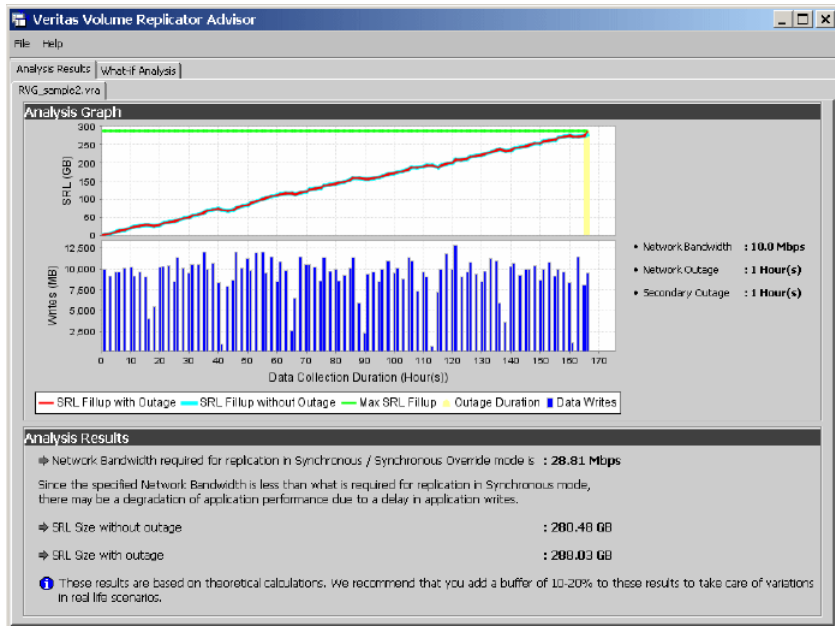 Veritas Volume Replicator Advisor
File Help
Analysis Results What-if Analysis
RVG_sample2.vra
Analysis Graph
SRL (GB)
300
250
200
150
100
50
0
Writes (MB)
12,500
10,000
7,500
5,000
2,500
0 10 20 30 40 50 60 70 80 90 100 110 120 130 140 150 160 170
Data Collection Duration (Hour(s))
• Network Bandwidth : 10.0 Mbps
• Network Outage : 1 Hour(s)
• Secondary Outage : 1 Hour(s)
SRL Fillup with Outage SRL Fillup without Outage Max SRL Fillup Outage Duration Data Writes
Analysis Results
Network Bandwidth required for replication in Synchronous / Synchronous Override mode is : 28.81 Mbps
Since the specified Network Bandwidth is less than what is required for replication in Synchronous mode,
there may be a degradation of application performance due to a delay in application writes.
SRL Size without outage : 280.48 GB
SRL Size with outage : 288.03 GB
These results are based on theoretical calculations. We recommend that you add a buffer of 10-20% to these results to take care of variations
in real life scenarios.